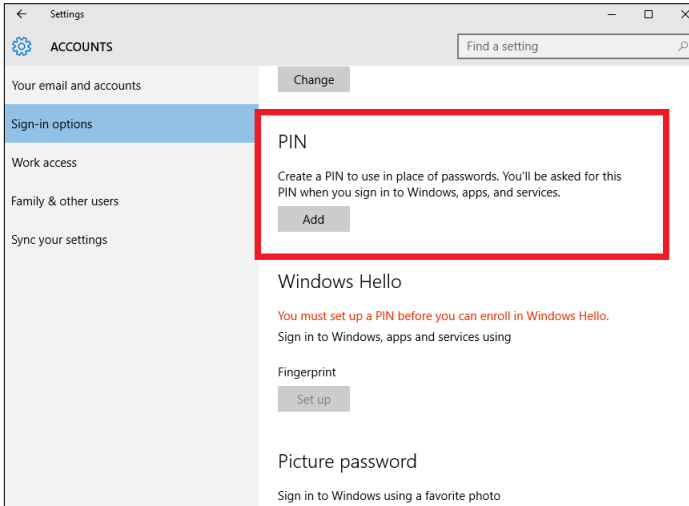 Settings
ACCOUNTS
Find a setting
Your email and accounts
Sign-in options
Work access
Family & other users
Sync your settings
Change
PIN
Create a PIN to use in place of passwords. You'll be asked for this
PIN when you sign in to Windows, apps, and services.
Add
Windows Hello
You must set up a PIN before you can enroll in Windows Hello.
Sign in to Windows, apps and services using
Fingerprint
Set up
Picture password
Sign in to Windows using a favorite photo